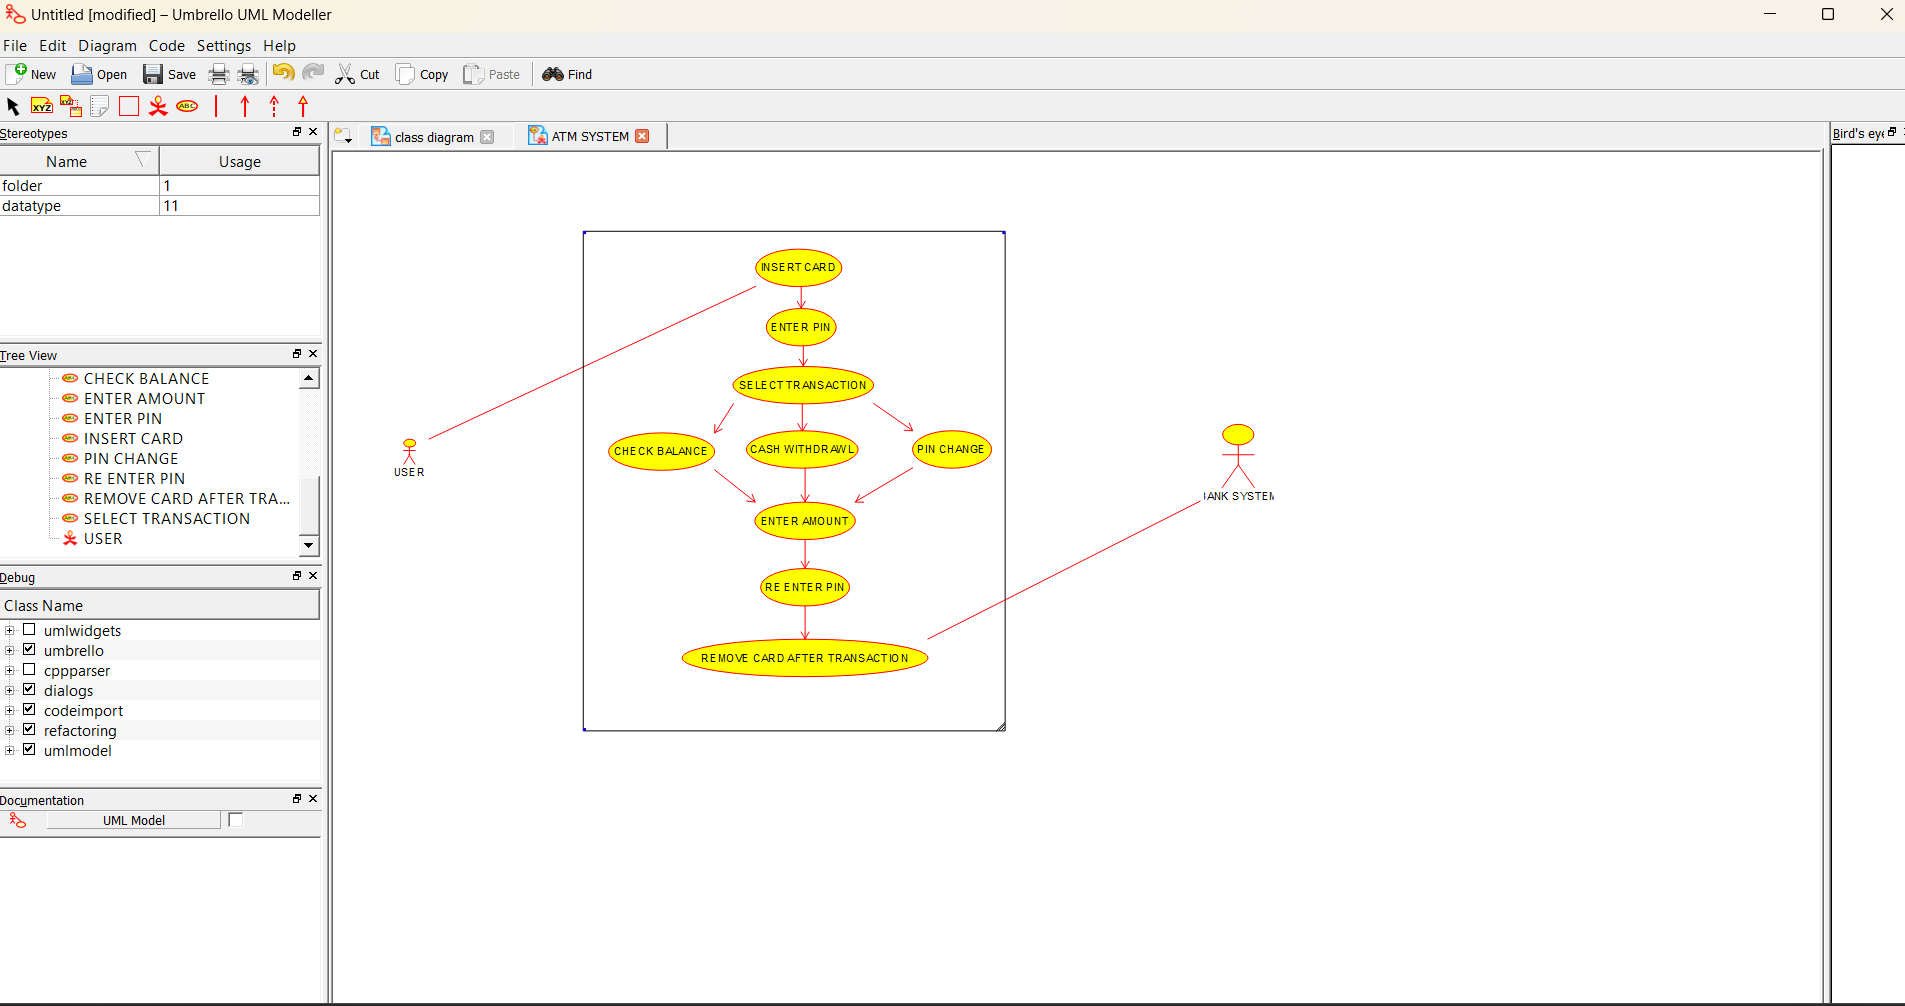 Untitled [modified] – Umbrello UML Modeller
File Edit Diagram Code Settings Help
New Open Save Cut Copy Paste Find
XYZ XYZ ABC
Stereotypes
class diagram ATM SYSTEM
Bird's eye
Name Usage
folder 1
datatype 11
Tree View
CHECK BALANCE
ENTER AMOUNT
ENTER PIN
INSERT CARD
PIN CHANGE
RE ENTER PIN
REMOVE CARD AFTER TRA...
SELECT TRANSACTION
USER
Debug
Class Name
umlwidgets
umbrello
cppparser
dialogs
codeimport
refactoring
umlmodel
Documentation
UML Model
INSERT CARD
ENTER PIN
SELECT TRANSACTION
CHECK BALANCE CASH WITHDRAWL PIN CHANGE
USER
BANK SYSTEM
ENTER AMOUNT
RE ENTER PIN
REMOVE CARD AFTER TRANSACTION